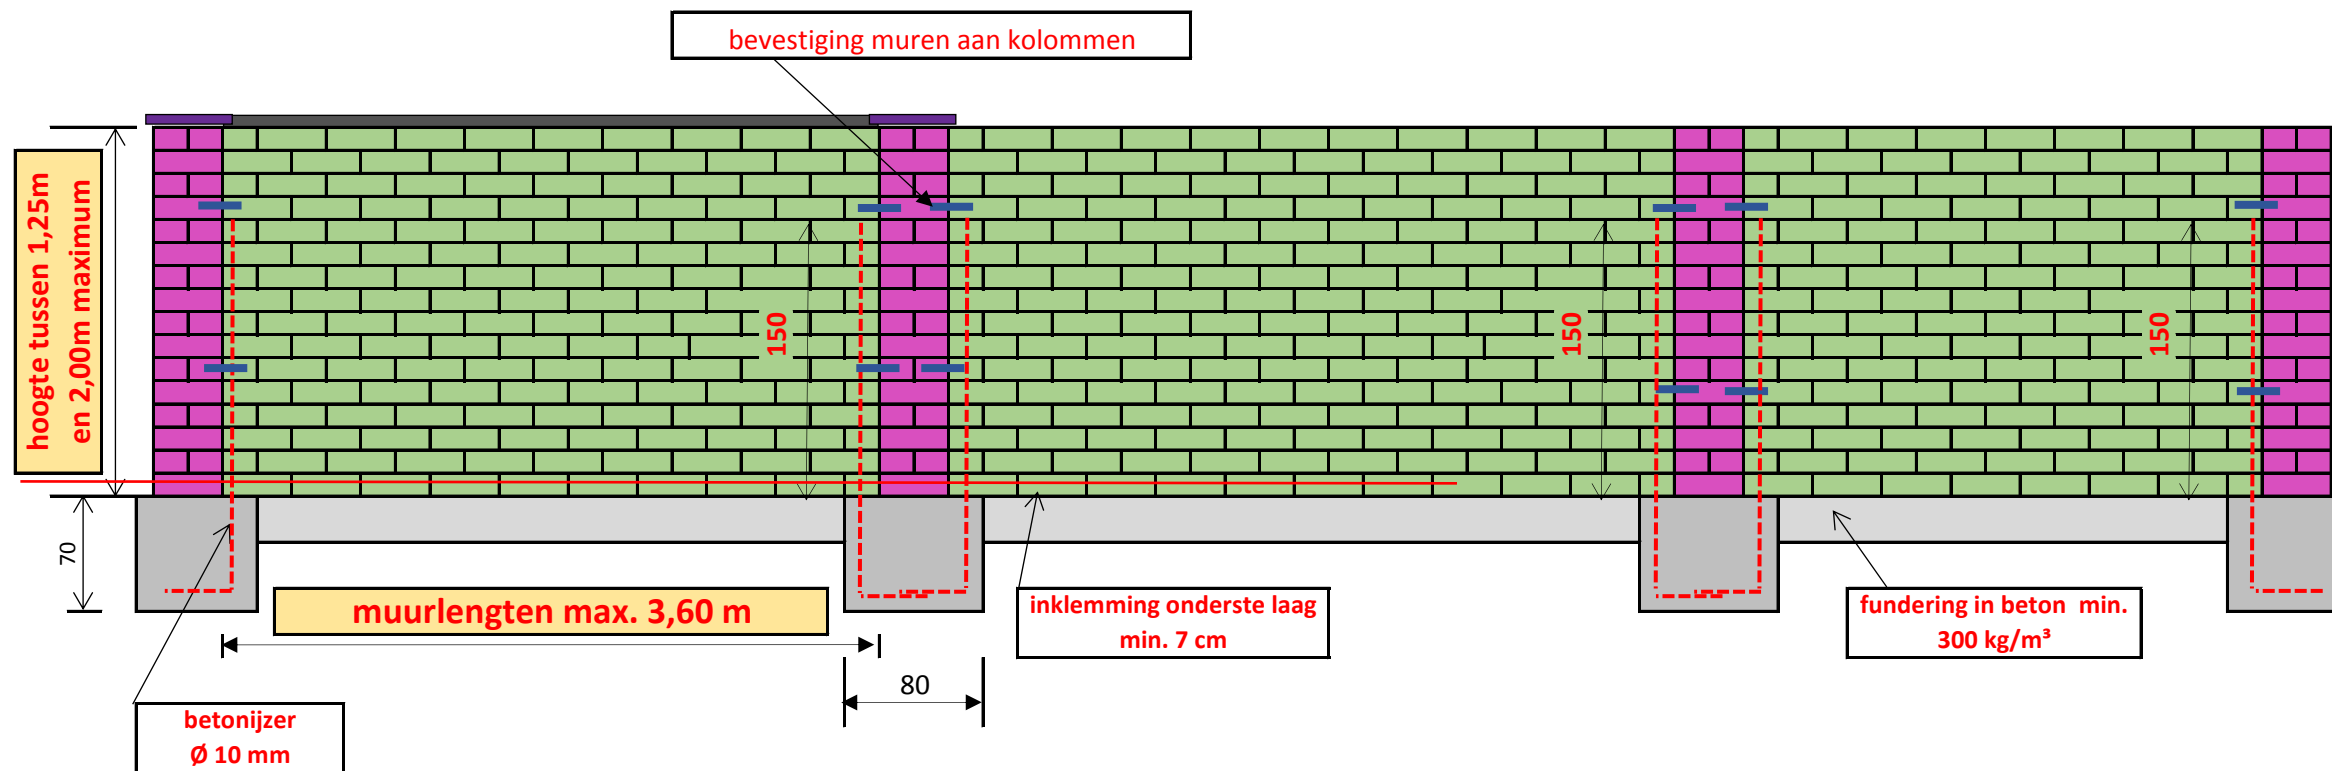 bevestiging muren aan kolommen
hoogte tussen 1,25m
en 2,00m maximum
150
150
150
70
muurlengten max. 3,60 m
inklemming onderste laag
min. 7 cm
fundering in beton  min.
300 kg/m³
80
betonijzer
Ø 10 mm